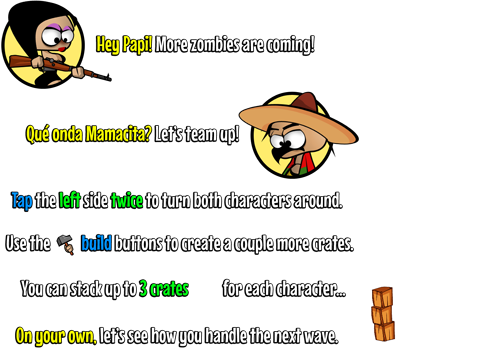 Hey Papi! More zombies are coming!
Qué onda Mamacita? Let's team up!
Tap the left side twice to turn both characters around.
Use the build buttons to create a couple more crates.
You can stack up to 3 crates for each character...
On your own, let's see how you handle the next wave.